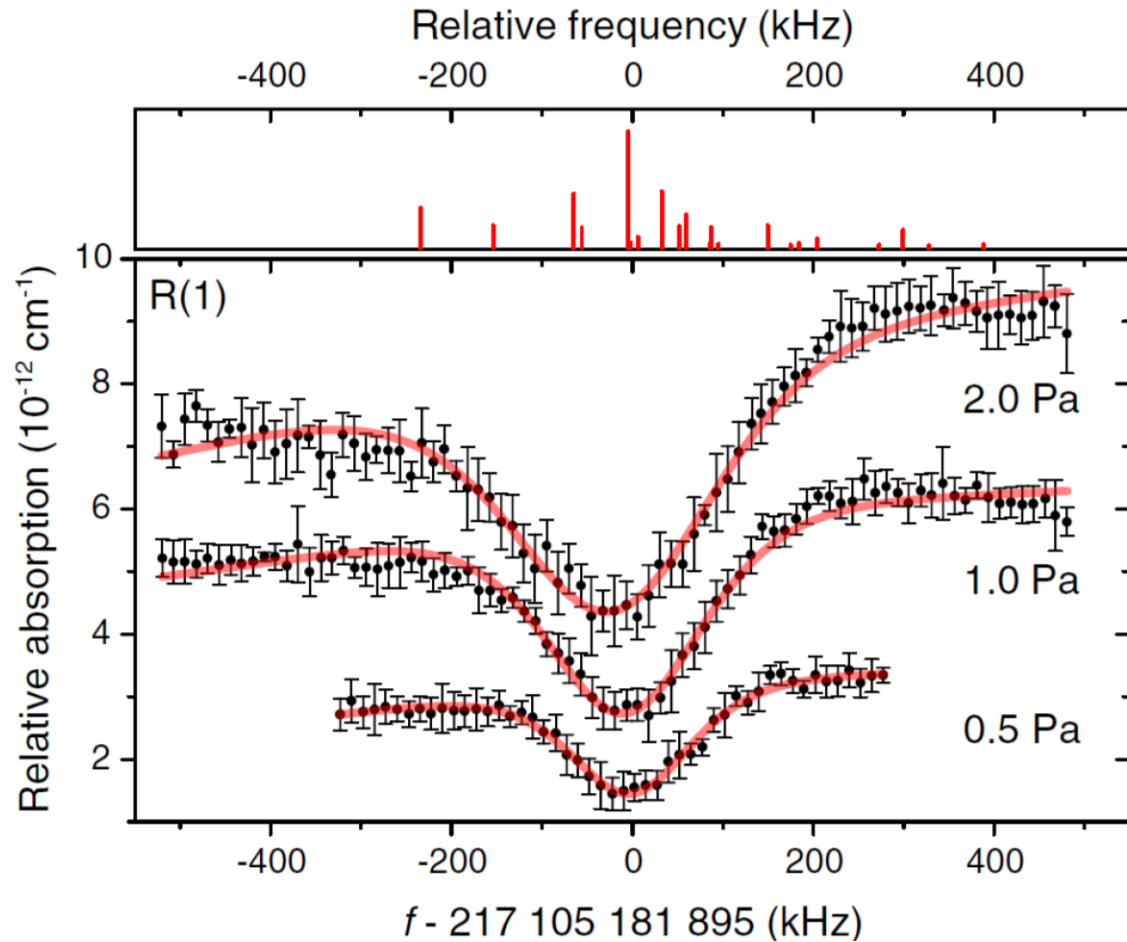 Relative frequency (kHz)
-400 -200 0 200 400
R(1)
10
8
6
4
2
Relative absorption (10⁻¹² cm⁻¹)
2.0 Pa
1.0 Pa
0.5 Pa
-400 -200 0 200 400
f - 217 105 181 895 (kHz)